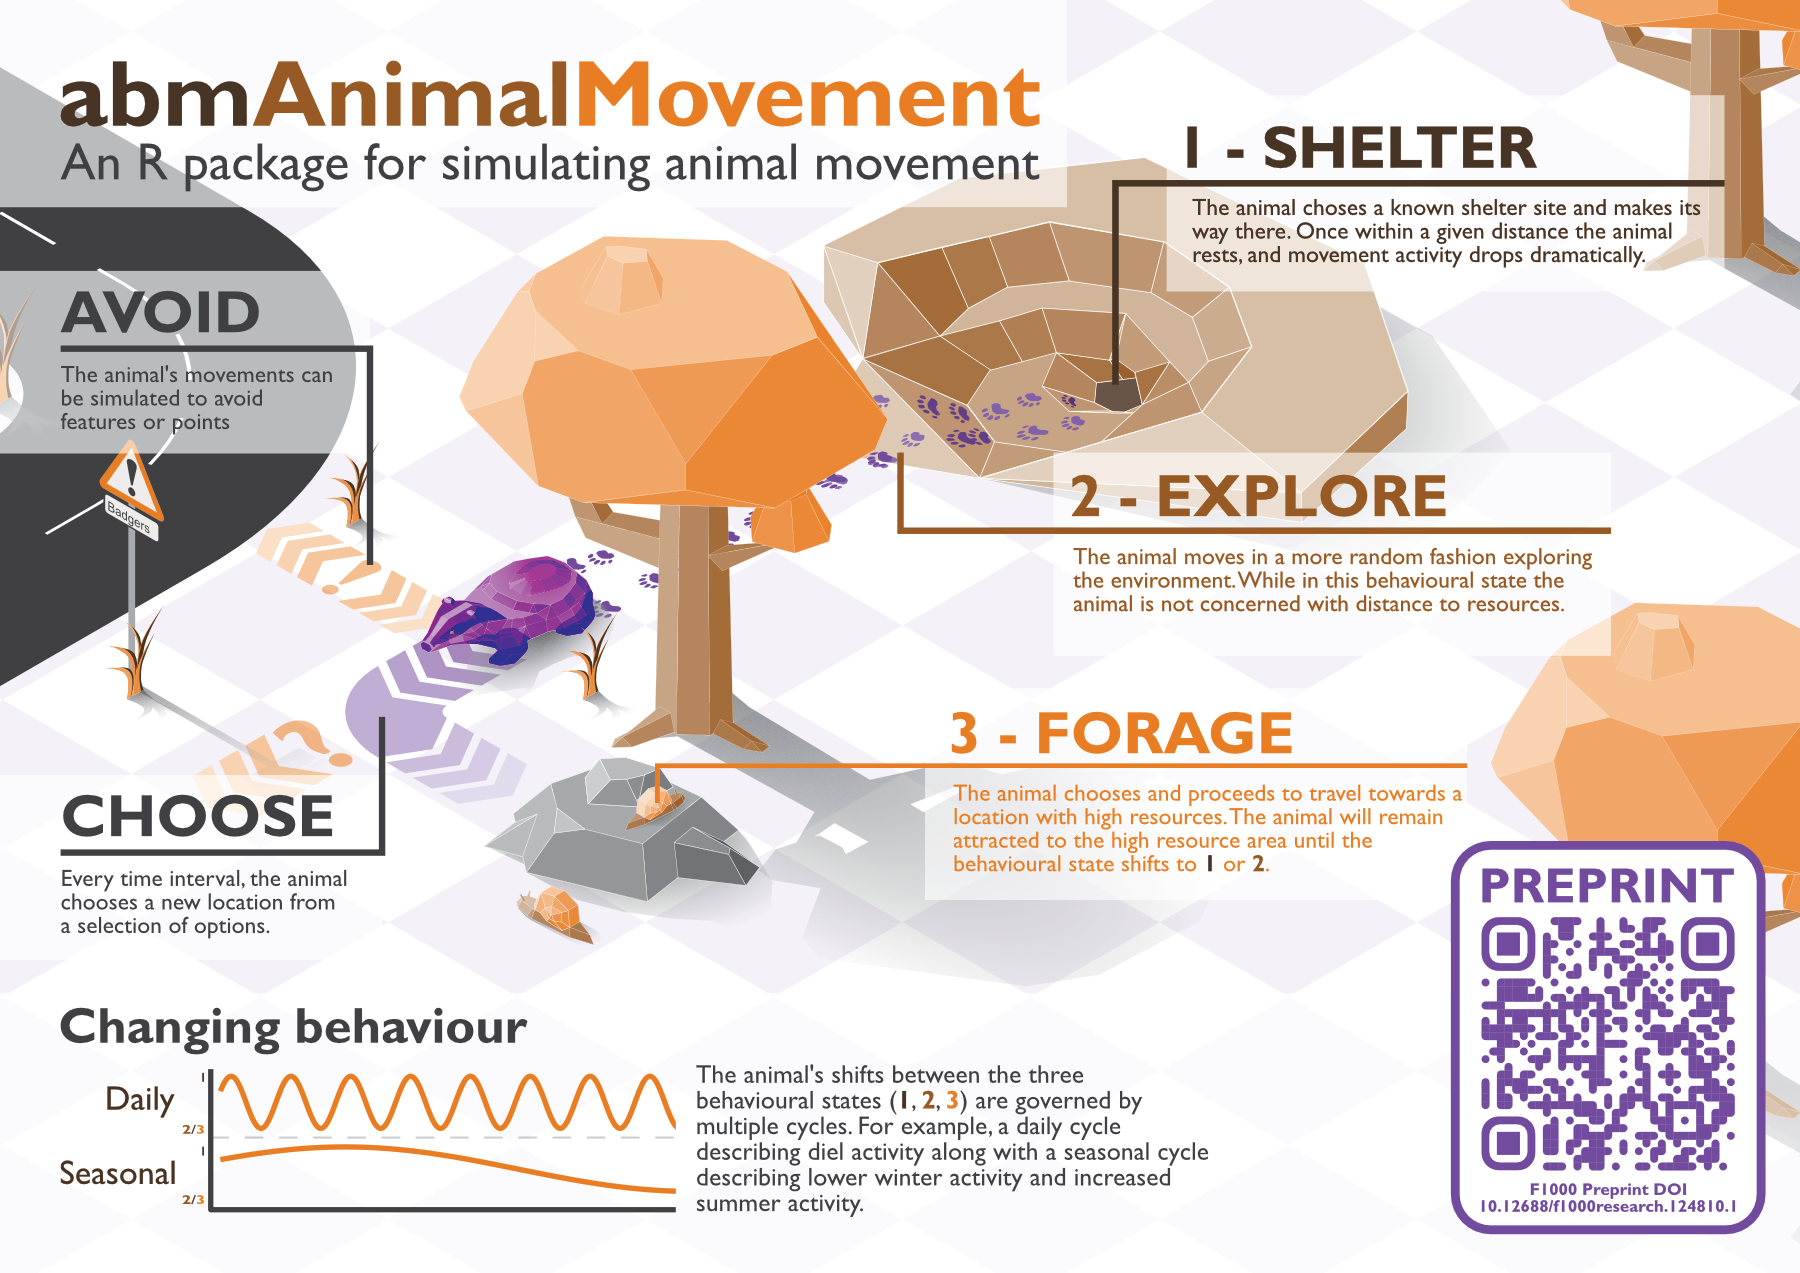 abmAnimalMovement
An R package for simulating animal movement
1 - SHELTER
The animal choses a known shelter site and makes its
way there. Once within a given distance the animal
rests, and movement activity drops dramatically.
AVOID
The animal's movements can
be simulated to avoid
features or points
!
Badgers
2 - EXPLORE
The animal moves in a more random fashion exploring
the environment. While in this behavioural state the
animal is not concerned with distance to resources.
3 - FORAGE
The animal chooses and proceeds to travel towards a
location with high resources. The animal will remain
attracted to the high resource area until the
behavioural state shifts to 1 or 2.
CHOOSE
Every time interval, the animal
chooses a new location from
a selection of options.
Changing behaviour
Daily
1
2/3
Seasonal
1
2/3
The animal's shifts between the three
behavioural states (1, 2, 3) are governed by
multiple cycles. For example, a daily cycle
describing diel activity along with a seasonal cycle
describing lower winter activity and increased
summer activity.
PREPRINT
F1000 Preprint DOI
10.12688/f1000research.124810.1